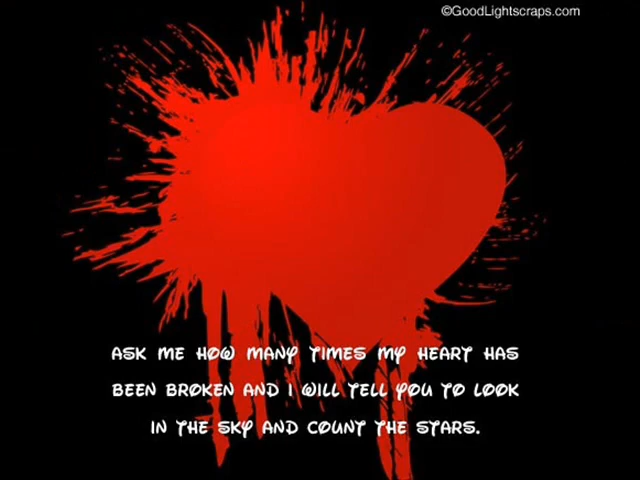 ©GoodLightscraps.com
ASK ME HOW MANY TIMES MY HEART HAS
BEEN BROKEN AND I WILL TELL YOU TO LOOK
IN THE SKY AND COUNT THE STARS.